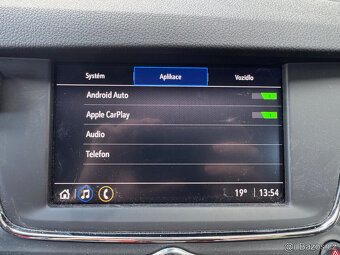 Systém Aplikace Vozidlo
Android Auto
Apple CarPlay
Audio
Telefon
19° 13:54